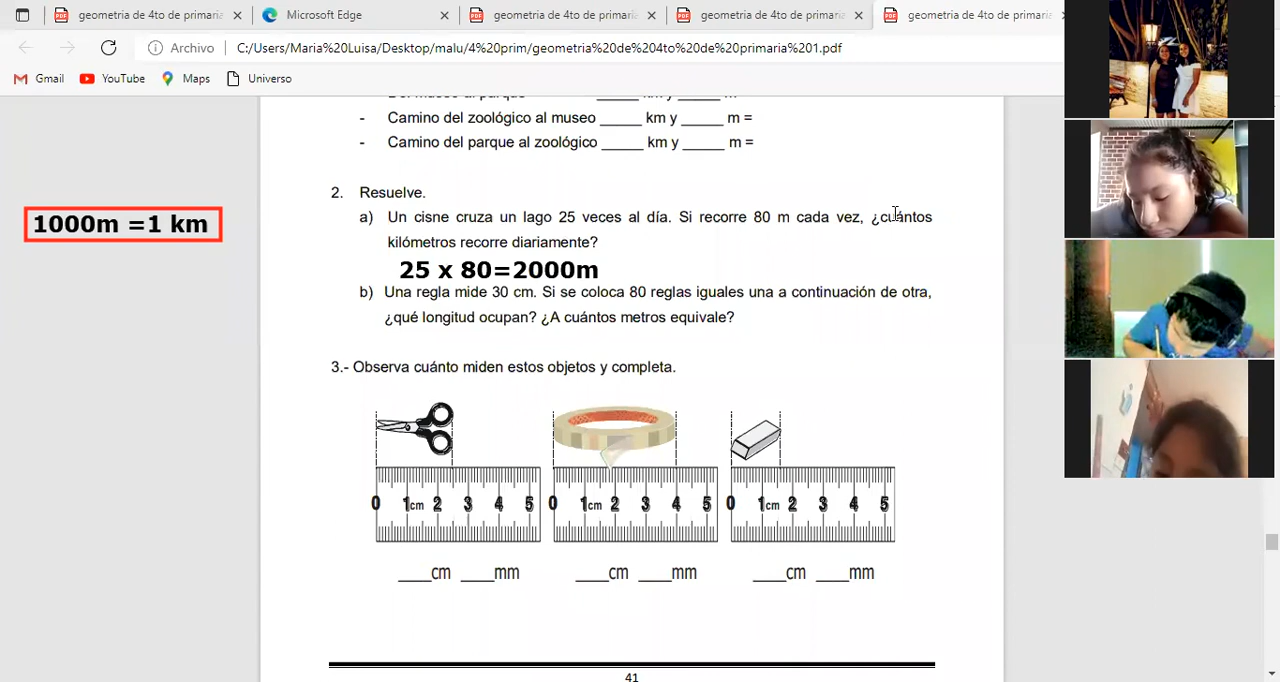 geometria de 4to de primaria
Microsoft Edge
geometria de 4to de primaria
geometria de 4to de primaria
geometria de 4to de primaria
Archivo
C:/Users/Maria%20Luisa/Desktop/malu/4%20prim/geometria%20de%204to%20de%20primaria%201.pdf
Gmail
YouTube
Maps
Universo
- Camino del zoológico al museo _____ km y _____ m =
- Camino del parque al zoológico _____ km y _____ m =
1000m =1 km
2. Resuelve.
a) Un cisne cruza un lago 25 veces al día. Si recorre 80 m cada vez, ¿cuántos
kilómetros recorre diariamente?
25 x 80=2000m
b) Una regla mide 30 cm. Si se coloca 80 reglas iguales una a continuación de otra,
¿qué longitud ocupan? ¿A cuántos metros equivale?
3.- Observa cuánto miden estos objetos y completa.
0 1cm 2 3 4 5
0 1cm 2 3 4 5
0 1cm 2 3 4 5
____cm ____mm
____cm ____mm
____cm ____mm
41